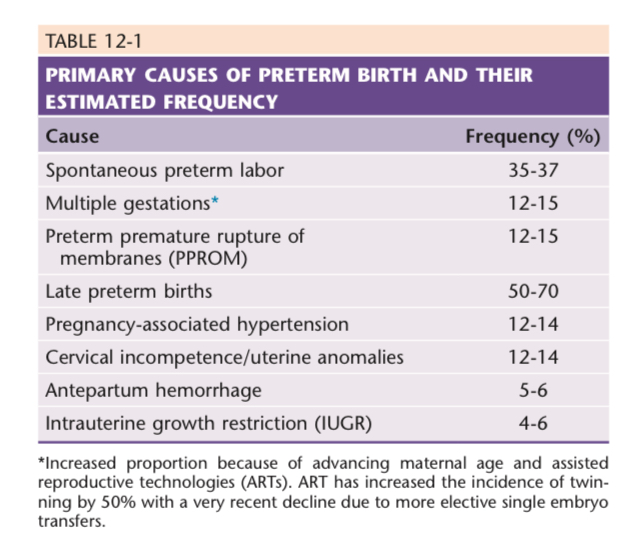 TABLE 12-1
PRIMARY CAUSES OF PRETERM BIRTH AND THEIR
ESTIMATED FREQUENCY
Cause Frequency (%)
Spontaneous preterm labor 35-37
Multiple gestations* 12-15
Preterm premature rupture of 12-15
membranes (PPROM)
Late preterm births 50-70
Pregnancy-associated hypertension 12-14
Cervical incompetence/uterine anomalies 12-14
Antepartum hemorrhage 5-6
Intrauterine growth restriction (IUGR) 4-6
*Increased proportion because of advancing maternal age and assisted
reproductive technologies (ARTs). ART has increased the incidence of twin-
ning by 50% with a very recent decline due to more elective single embryo
transfers.